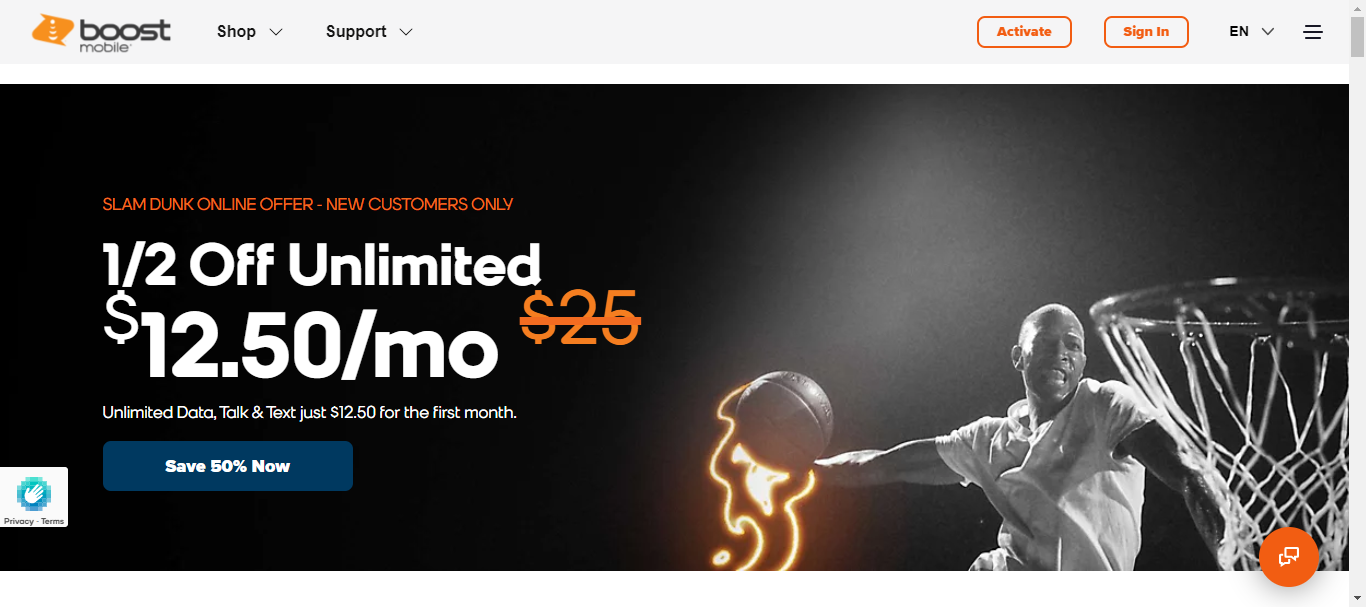 boost
mobile
Shop
Support
Activate
Sign In
EN
SLAM DUNK ONLINE OFFER - NEW CUSTOMERS ONLY
1/2 Off Unlimited
$12.50/mo $25
Unlimited Data, Talk & Text just $12.50 for the first month.
Save 50% Now
Privacy - Terms